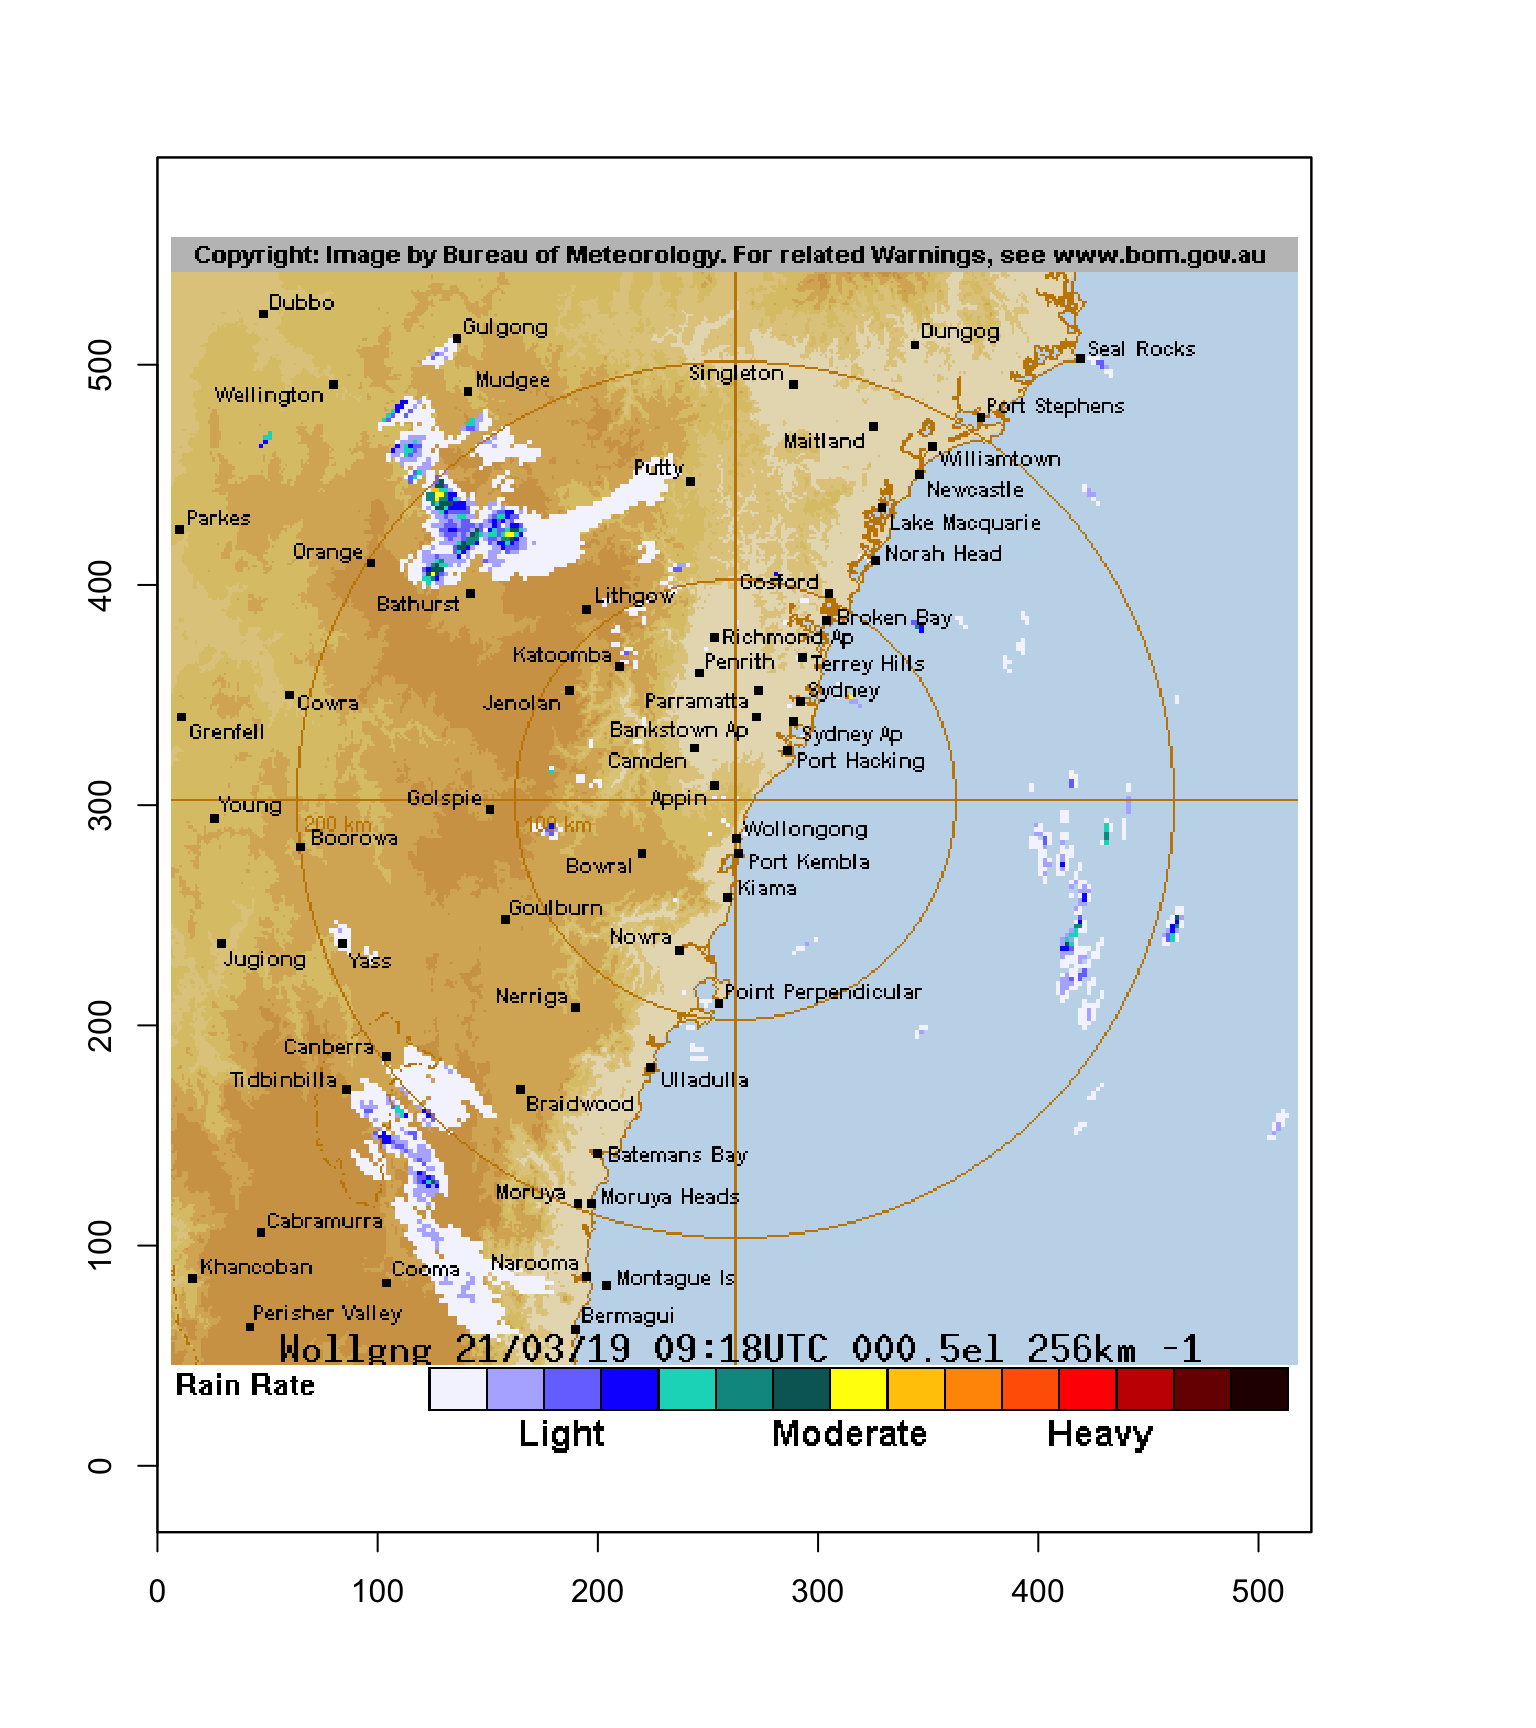 Copyright: Image by Bureau of Meteorology. For related Warnings, see www.bom.gov.au
Dubbo
Gulgong
Dungog
Seal Rocks
500
Singleton
Mudgee
Wellington
Port Stephens
Maitland
Williamtown
Putty
Newcastle
Parkes
Lake Macquarie
Orange
Norah Head
400
Gosford
Lithgow
Bathurst
Broken Bay
Richmond Ap
Katoomba
Penrith
Terrey Hills
Sydney
Jenolan
Parramatta
Cowra
Grenfell
Bankstown Ap
Sydney Ap
Camden
Port Hacking
300
Golspie
Appin
Young
200 km
100 km
Wollongong
Boorowa
Bowral
Port Kembla
Kiama
Goulburn
Nowra
Jugiong
Yass
Nerriga
Point Perpendicular
200
Canberra
Tidbinbilla
Ulladulla
Braidwood
Batemans Bay
Moruya
Moruya Heads
Cabramurra
100
Khancoban
Cooma
Narooma
Montague Is
Perisher Valley
Bermagui
Wollgng 21/03/19 09:18UTC 000.5el 256km -1
Rain Rate
Light
Moderate
Heavy
0
0
100
200
300
400
500